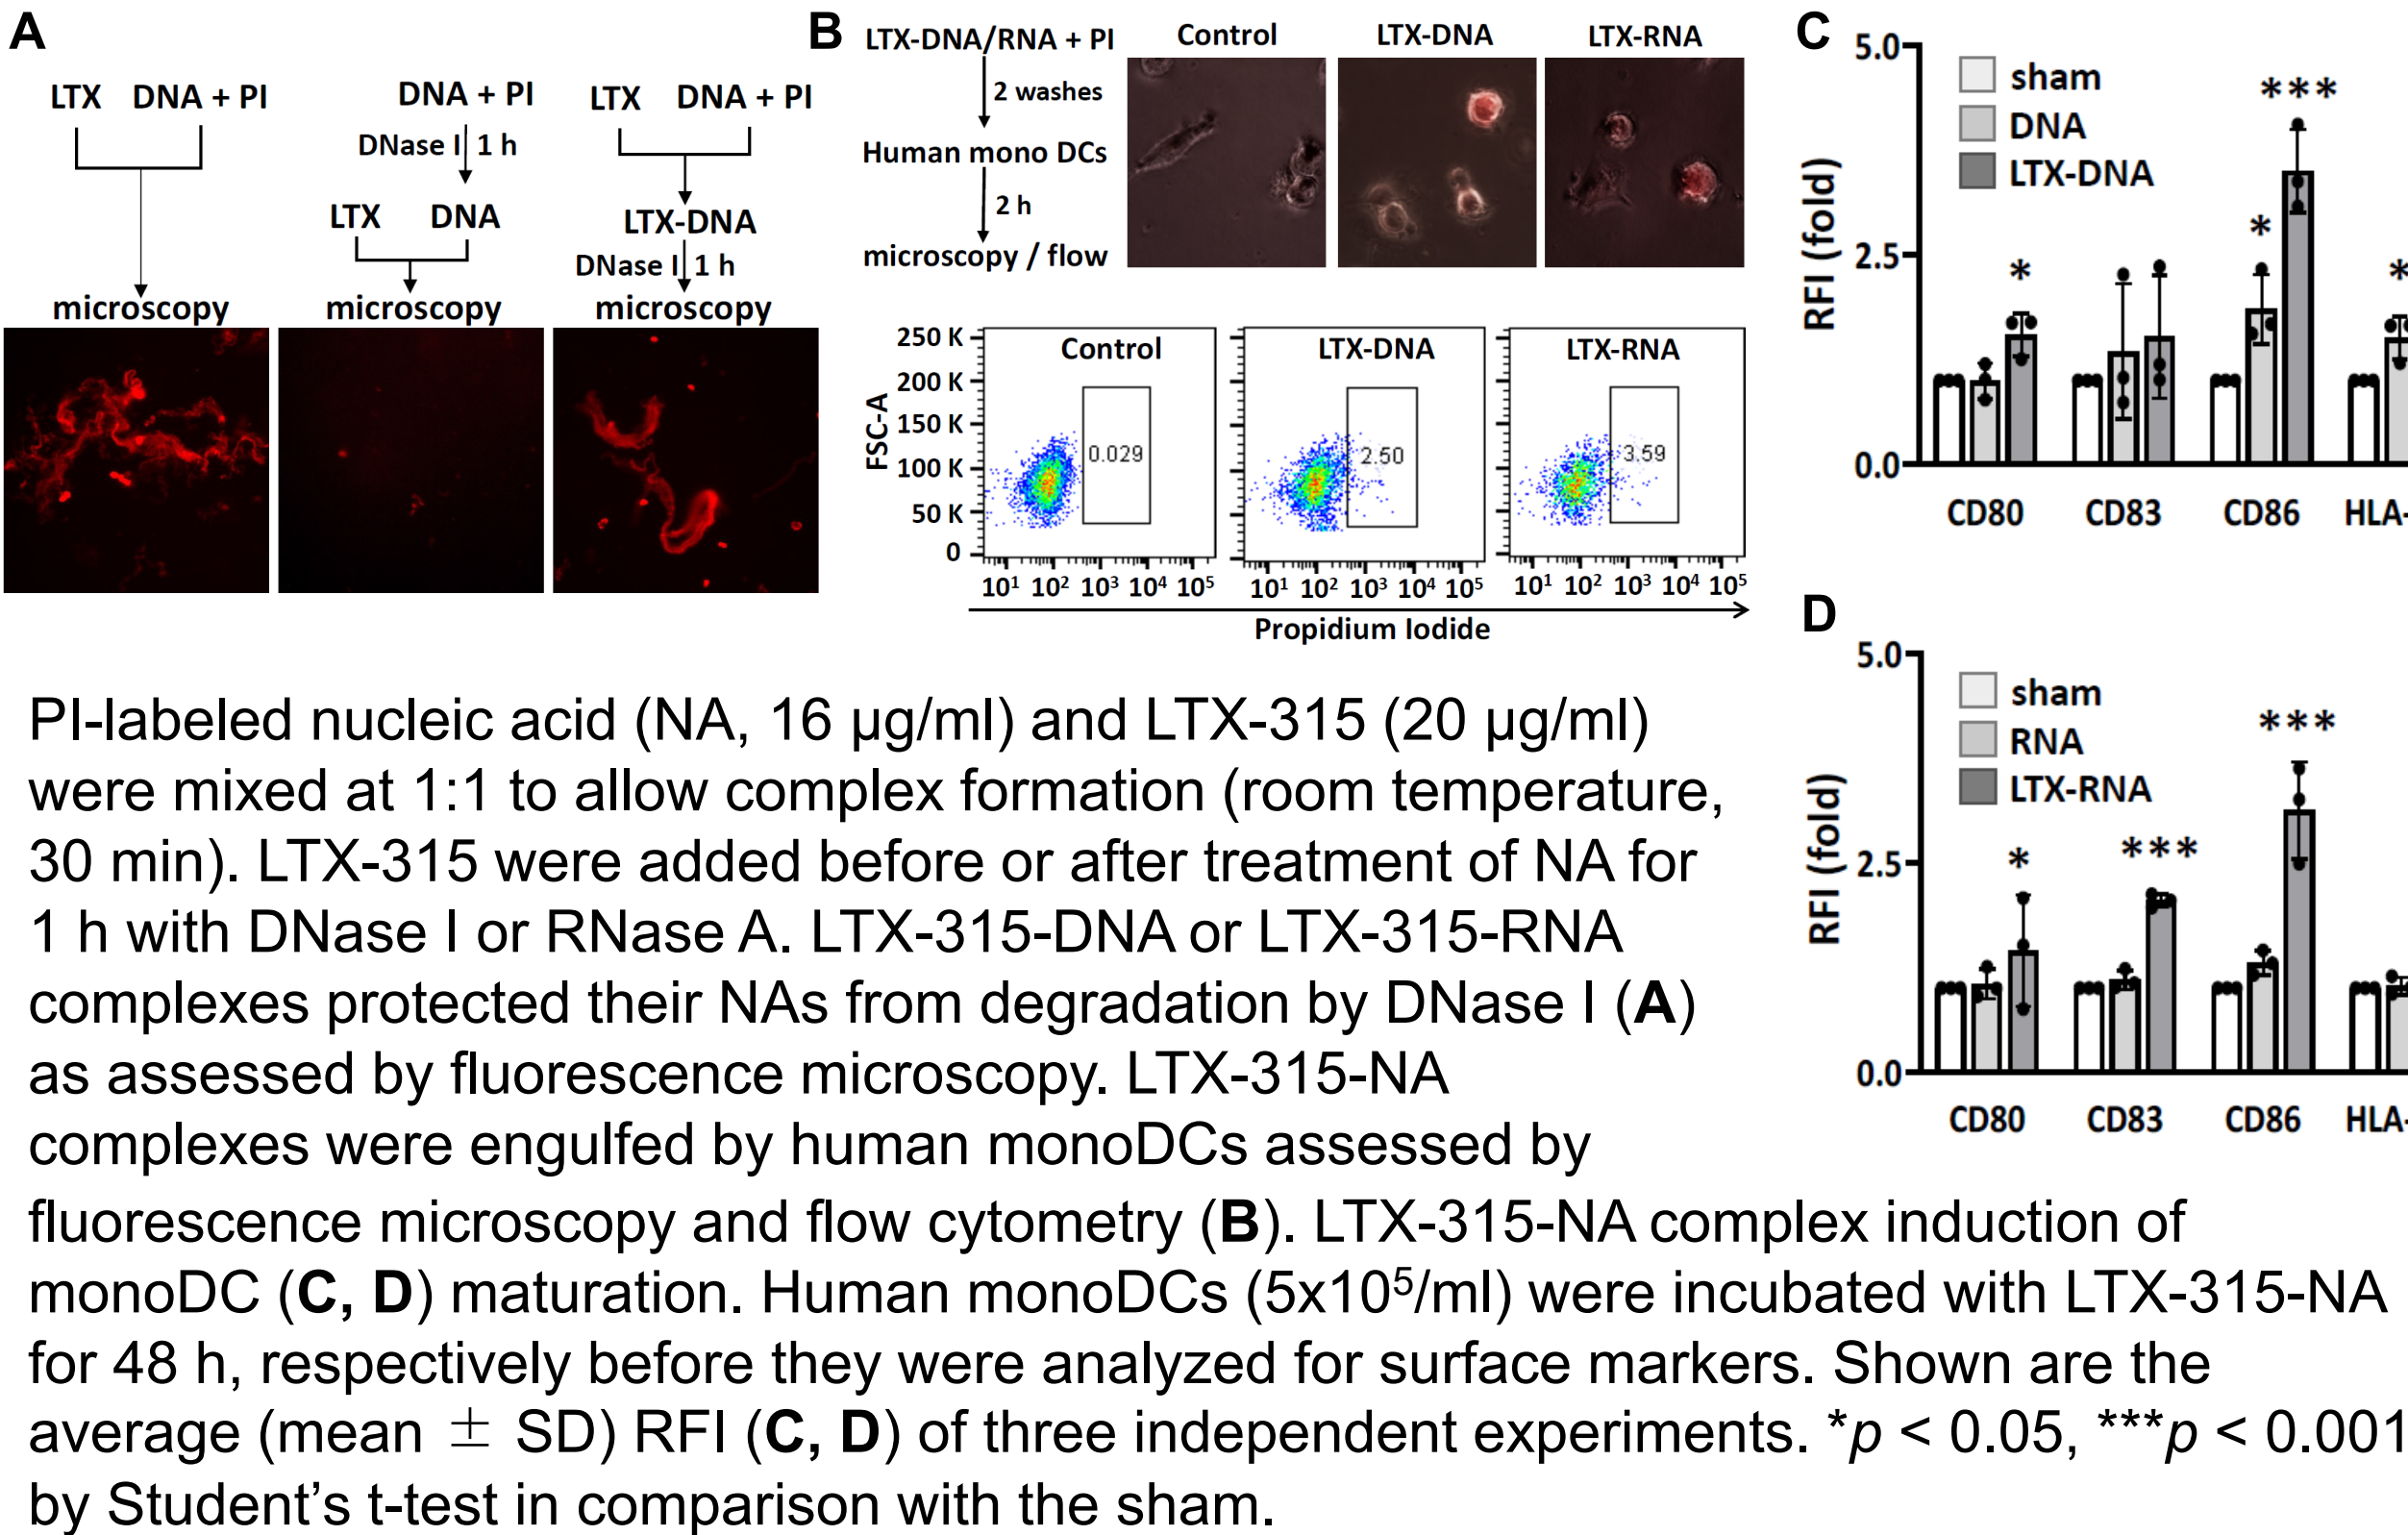 A
LTX DNA + PI
DNA + PI
LTX DNA + PI
DNase I 1 h
LTX DNA
LTX-DNA
DNase I 1 h
microscopy
microscopy
microscopy
B
LTX-DNA/RNA + PI
2 washes
Human mono DCs
2 h
microscopy / flow
Control
LTX-DNA
LTX-RNA
FSC-A
250 K
200 K
150 K
100 K
50 K
0
Control
0.029
LTX-DNA
2.50
LTX-RNA
3.59
10¹ 10² 10³ 10⁴ 10⁵
10¹ 10² 10³ 10⁴ 10⁵
10¹ 10² 10³ 10⁴ 10⁵
Propidium Iodide
C
RFI (fold)
5.0
2.5
0.0
sham
DNA
LTX-DNA
*
*
***
*
CD80 CD83 CD86 HLA-
D
RFI (fold)
5.0
2.5
0.0
sham
RNA
LTX-RNA
*
***
***
CD80 CD83 CD86 HLA-
PI-labeled nucleic acid (NA, 16 µg/ml) and LTX-315 (20 µg/ml)
were mixed at 1:1 to allow complex formation (room temperature,
30 min). LTX-315 were added before or after treatment of NA for
1 h with DNase I or RNase A. LTX-315-DNA or LTX-315-RNA
complexes protected their NAs from degradation by DNase I (A)
as assessed by fluorescence microscopy. LTX-315-NA
complexes were engulfed by human monoDCs assessed by
fluorescence microscopy and flow cytometry (B). LTX-315-NA complex induction of
monoDC (C, D) maturation. Human monoDCs (5x10⁵/ml) were incubated with LTX-315-NA
for 48 h, respectively before they were analyzed for surface markers. Shown are the
average (mean ± SD) RFI (C, D) of three independent experiments. *p < 0.05, ***p < 0.001
by Student’s t-test in comparison with the sham.